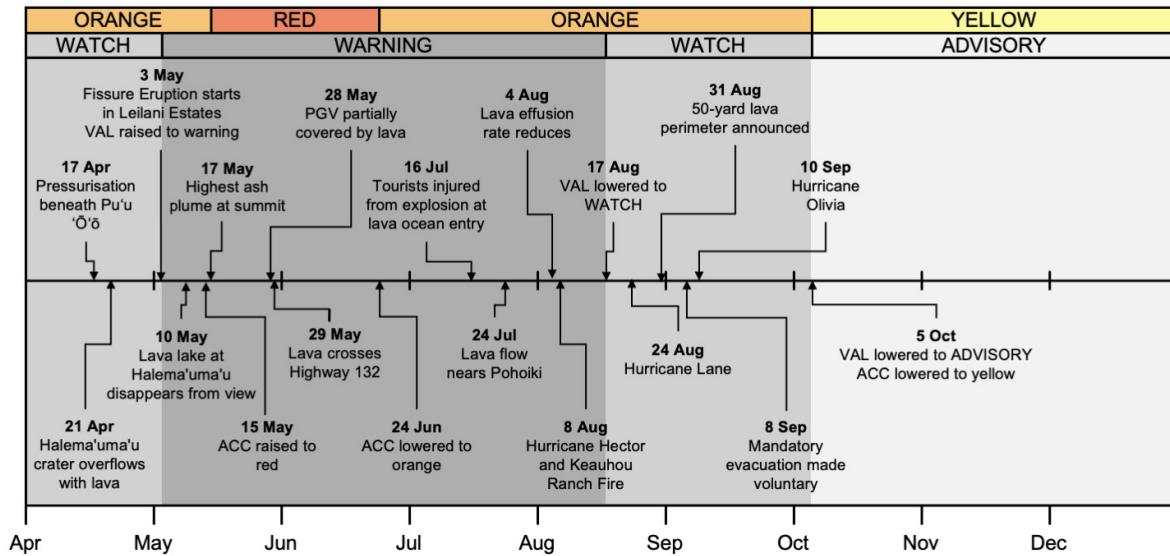 ORANGE RED ORANGE YELLOW
WATCH WARNING WATCH ADVISORY
3 May
Fissure Eruption starts
in Leilani Estates
VAL raised to warning
28 May
PGV partially
covered by lava
4 Aug
Lava effusion
rate reduces
31 Aug
50-yard lava
perimeter announced
17 Apr
Pressurisation
beneath Pu'u
'Ō'ō
17 May
Highest ash
plume at summit
16 Jul
Tourists injured
from explosion at
lava ocean entry
17 Aug
VAL lowered to
WATCH
10 Sep
Hurricane
Olivia
10 May
Lava lake at
Halema'uma'u
disappears from view
29 May
Lava crosses
Highway 132
24 Jul
Lava flow
nears Pohoiki
24 Aug
Hurricane Lane
5 Oct
VAL lowered to ADVISORY
ACC lowered to yellow
21 Apr
Halema'uma'u
crater overflows
with lava
15 May
ACC raised to
red
24 Jun
ACC lowered to
orange
8 Aug
Hurricane Hector
and Keauhou
Ranch Fire
8 Sep
Mandatory
evacuation made
voluntary
Apr May Jun Jul Aug Sep Oct Nov Dec